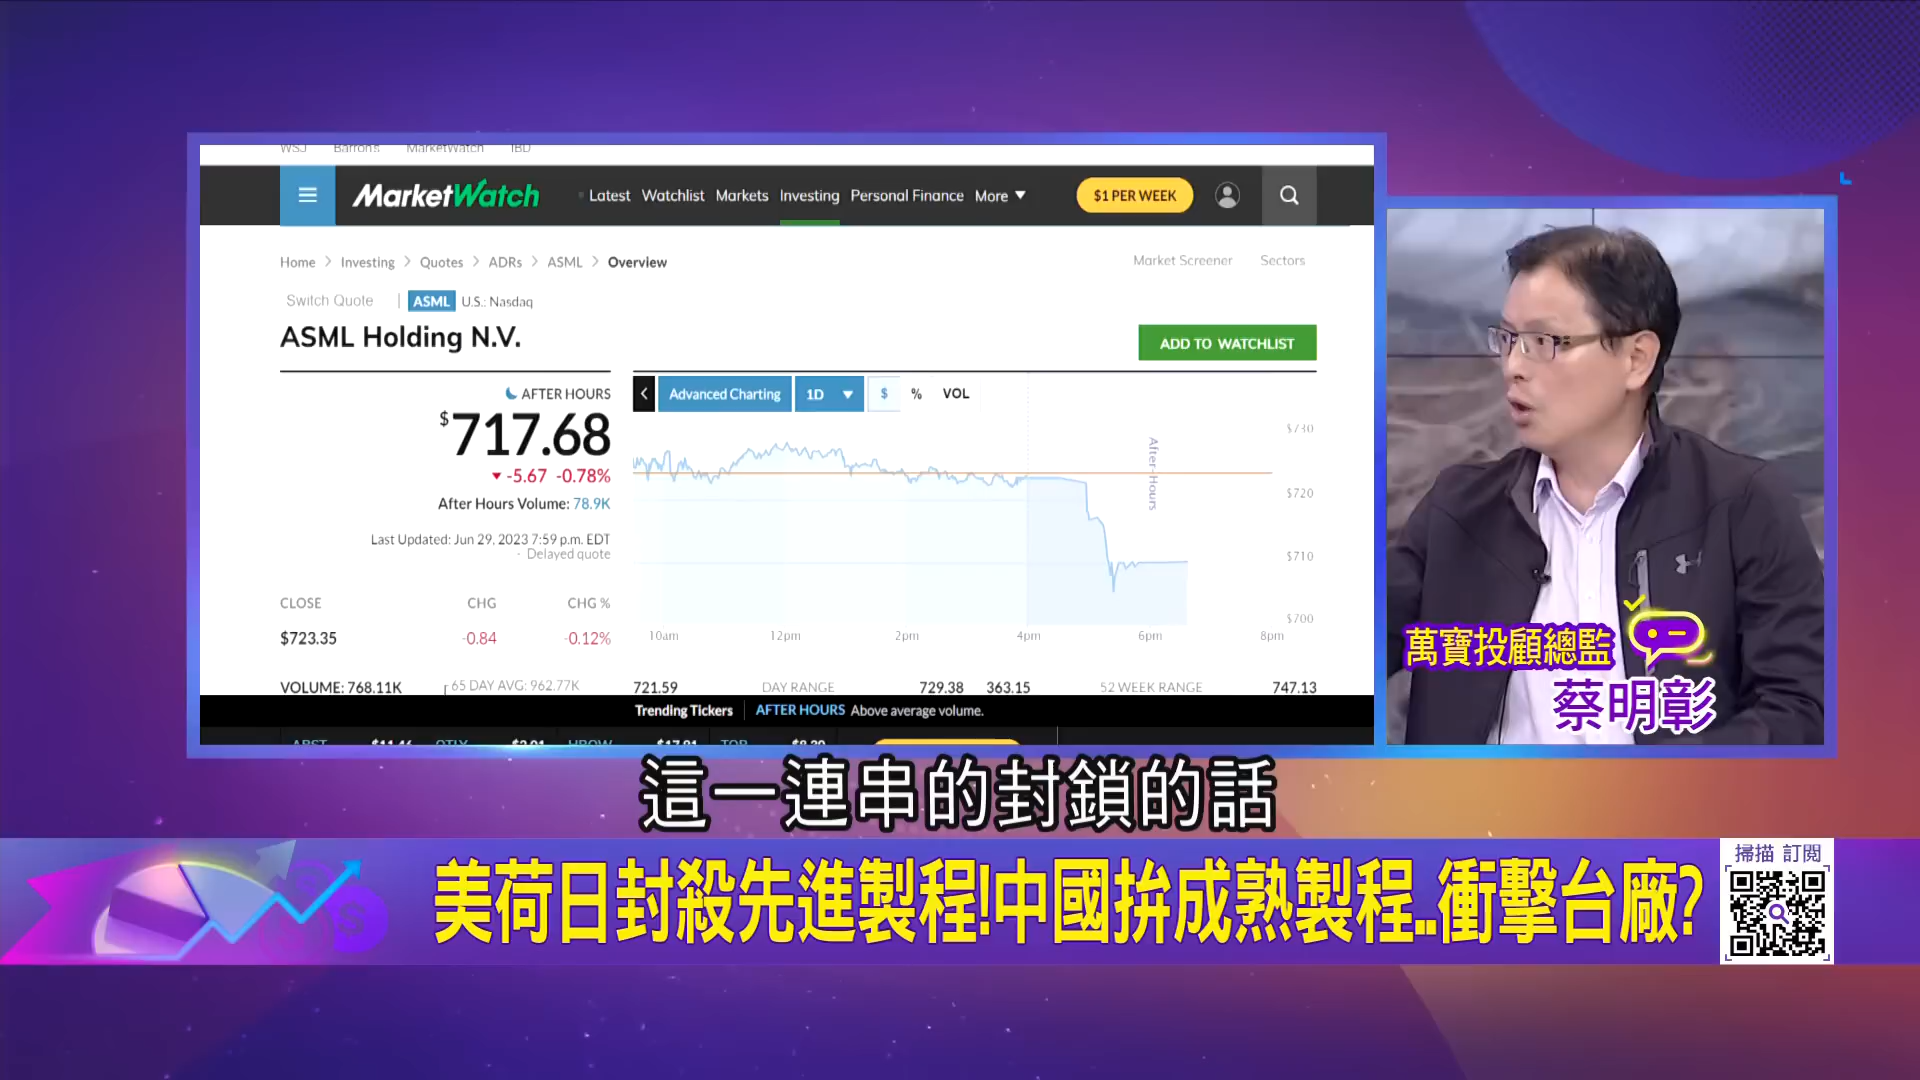 WSJ Barron's MarketWatch IBD
MarketWatch Latest Watchlist Markets Investing Personal Finance More $1 PER WEEK
Home > Investing > Quotes > ADRs > ASML > Overview
Market Screener Sectors
Switch Quote | ASML U.S.: Nasdaq
ASML Holding N.V.
ADD TO WATCHLIST
AFTER HOURS
$717.68
-5.67 -0.78%
After Hours Volume: 78.9K
Last Updated: Jun 29, 2023 7:59 p.m. EDT
- Delayed quote
CLOSE CHG CHG %
$723.35 -0.84 -0.12%
Advanced Charting 1D $ % VOL
After-Hours
$730
$720
$710
$700
10am 12pm 2pm 4pm 6pm 8pm
VOLUME: 768.11K 65 DAY AVG: 962.77K 721.59 DAY RANGE 729.38 363.15 52 WEEK RANGE 747.13
Trending Tickers AFTER HOURS Above average volume.
萬寶投顧總監
蔡明彰
這一連串的封鎖的話
美荷日封殺先進製程!中國拚成熟製程..衝擊台廠?
掃描 訂閱